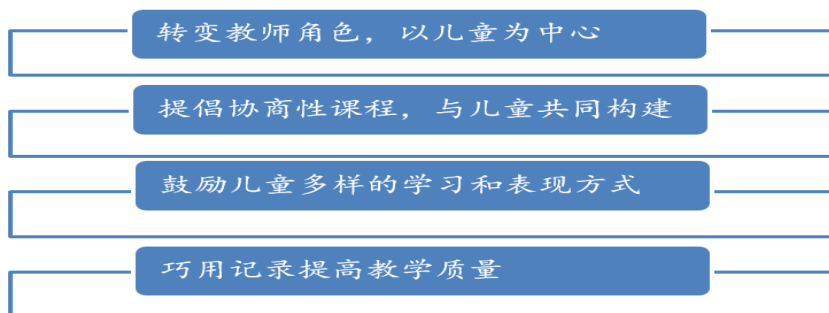 转变教师角色，以儿童为中心
提倡协商性课程，与儿童共同构建
鼓励儿童多样的学习和表现方式
巧用记录提高教学质量